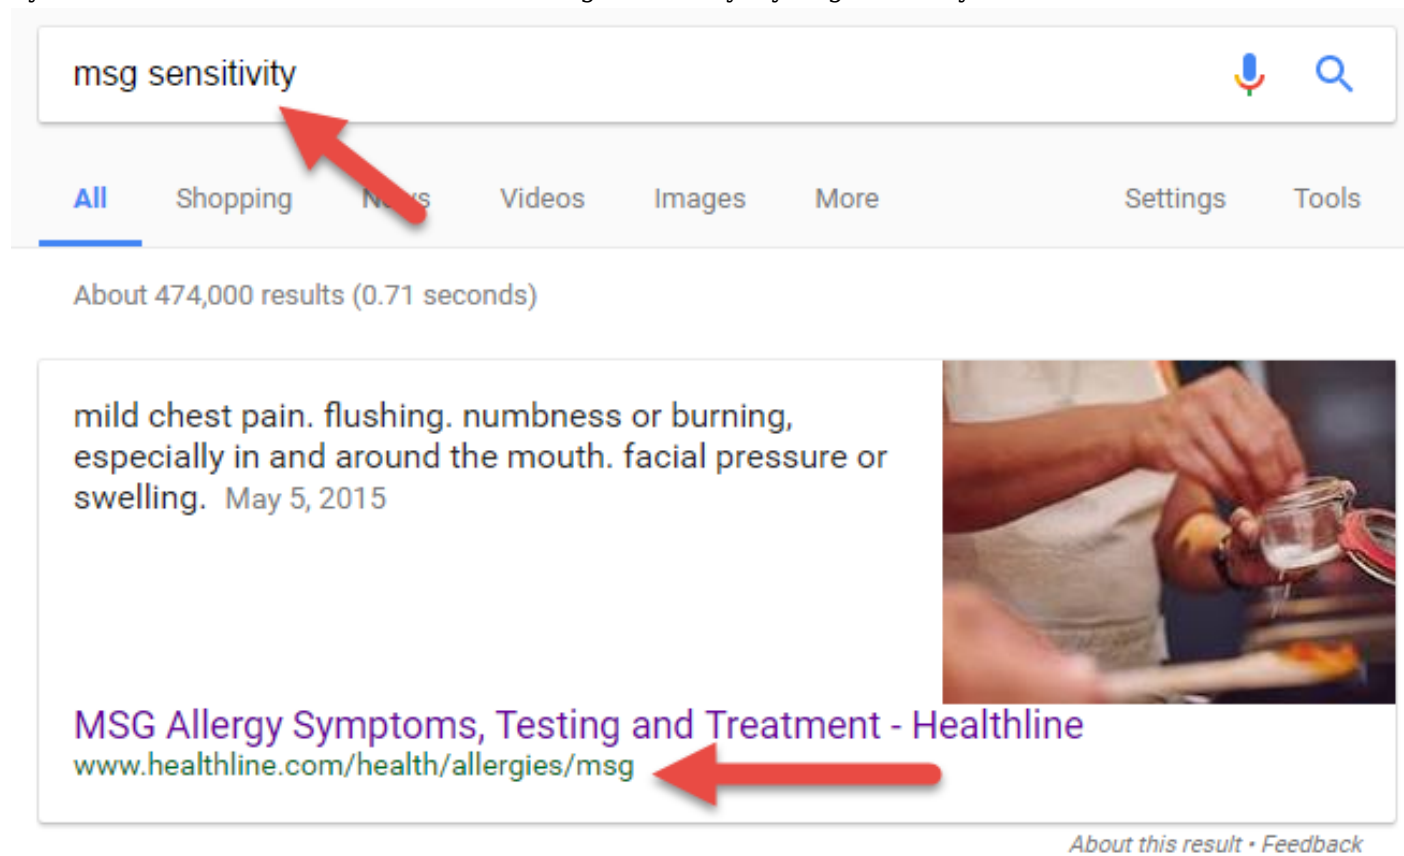 msg sensitivity
All Shopping News Videos Images More Settings Tools
About 474,000 results (0.71 seconds)
mild chest pain. flushing. numbness or burning,
especially in and around the mouth. facial pressure or
swelling. May 5, 2015
MSG Allergy Symptoms, Testing and Treatment - Healthline
www.healthline.com/health/allergies/msg
About this result • Feedback